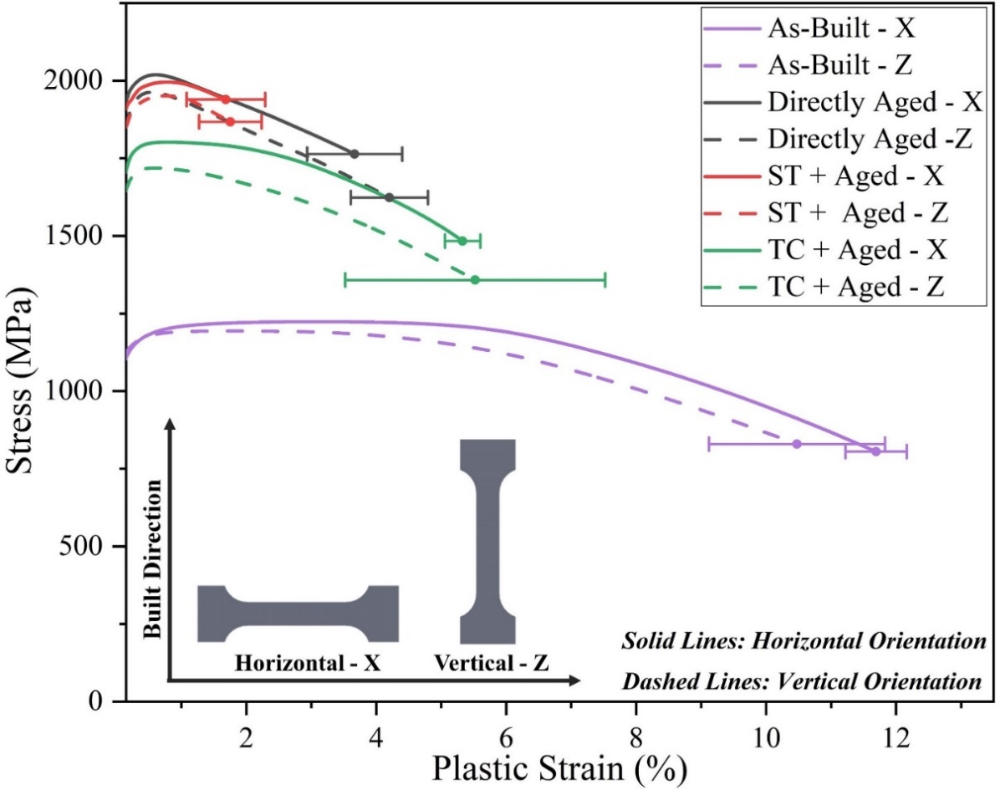 As-Built - X
As-Built - Z
Directly Aged - X
Directly Aged -Z
ST + Aged - X
ST + Aged - Z
TC + Aged - X
TC + Aged - Z
2000
1500
1000
500
0
Stress (MPa)
Built Direction
Horizontal - X
Vertical - Z
Solid Lines: Horizontal Orientation
Dashed Lines: Vertical Orientation
2 4 6 8 10 12
Plastic Strain (%)